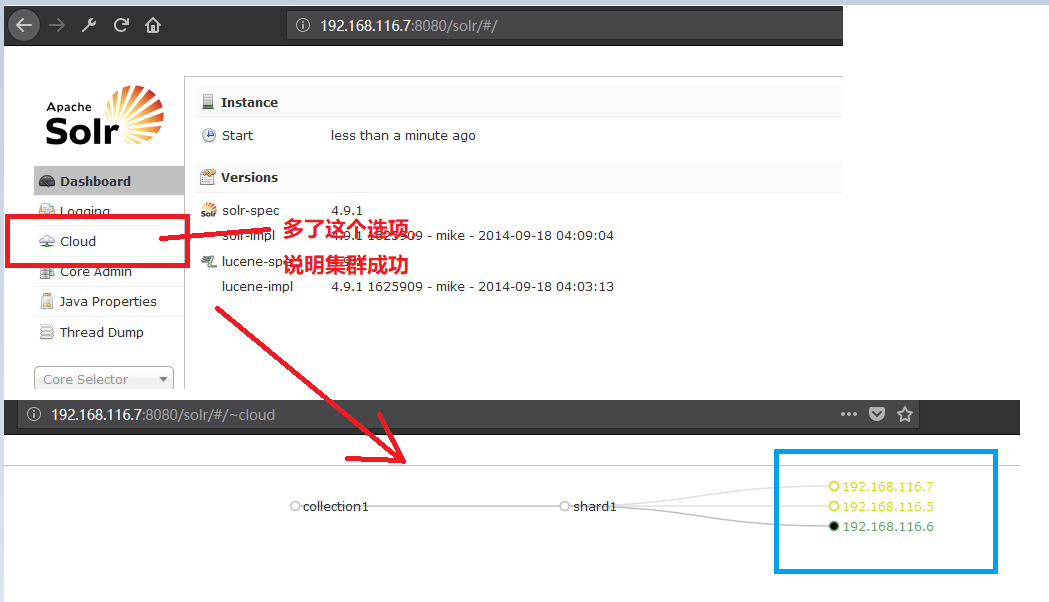 192.168.116.7:8080/solr/#/
Apache
Solr
Instance
Start less than a minute ago
Versions
Solr solr-spec 4.9.1
solr-impl 4.9.1 1625909 - mike - 2014-09-18 04:09:04
lucene-spec
lucene-impl 4.9.1 1625909 - mike - 2014-09-18 04:03:13
Dashboard
Logging
Cloud
Core Admin
Java Properties
Thread Dump
Core Selector
多了这个选项
说明集群成功
192.168.116.7:8080/solr/#/~cloud
collection1
shard1
192.168.116.7
192.168.116.5
192.168.116.6